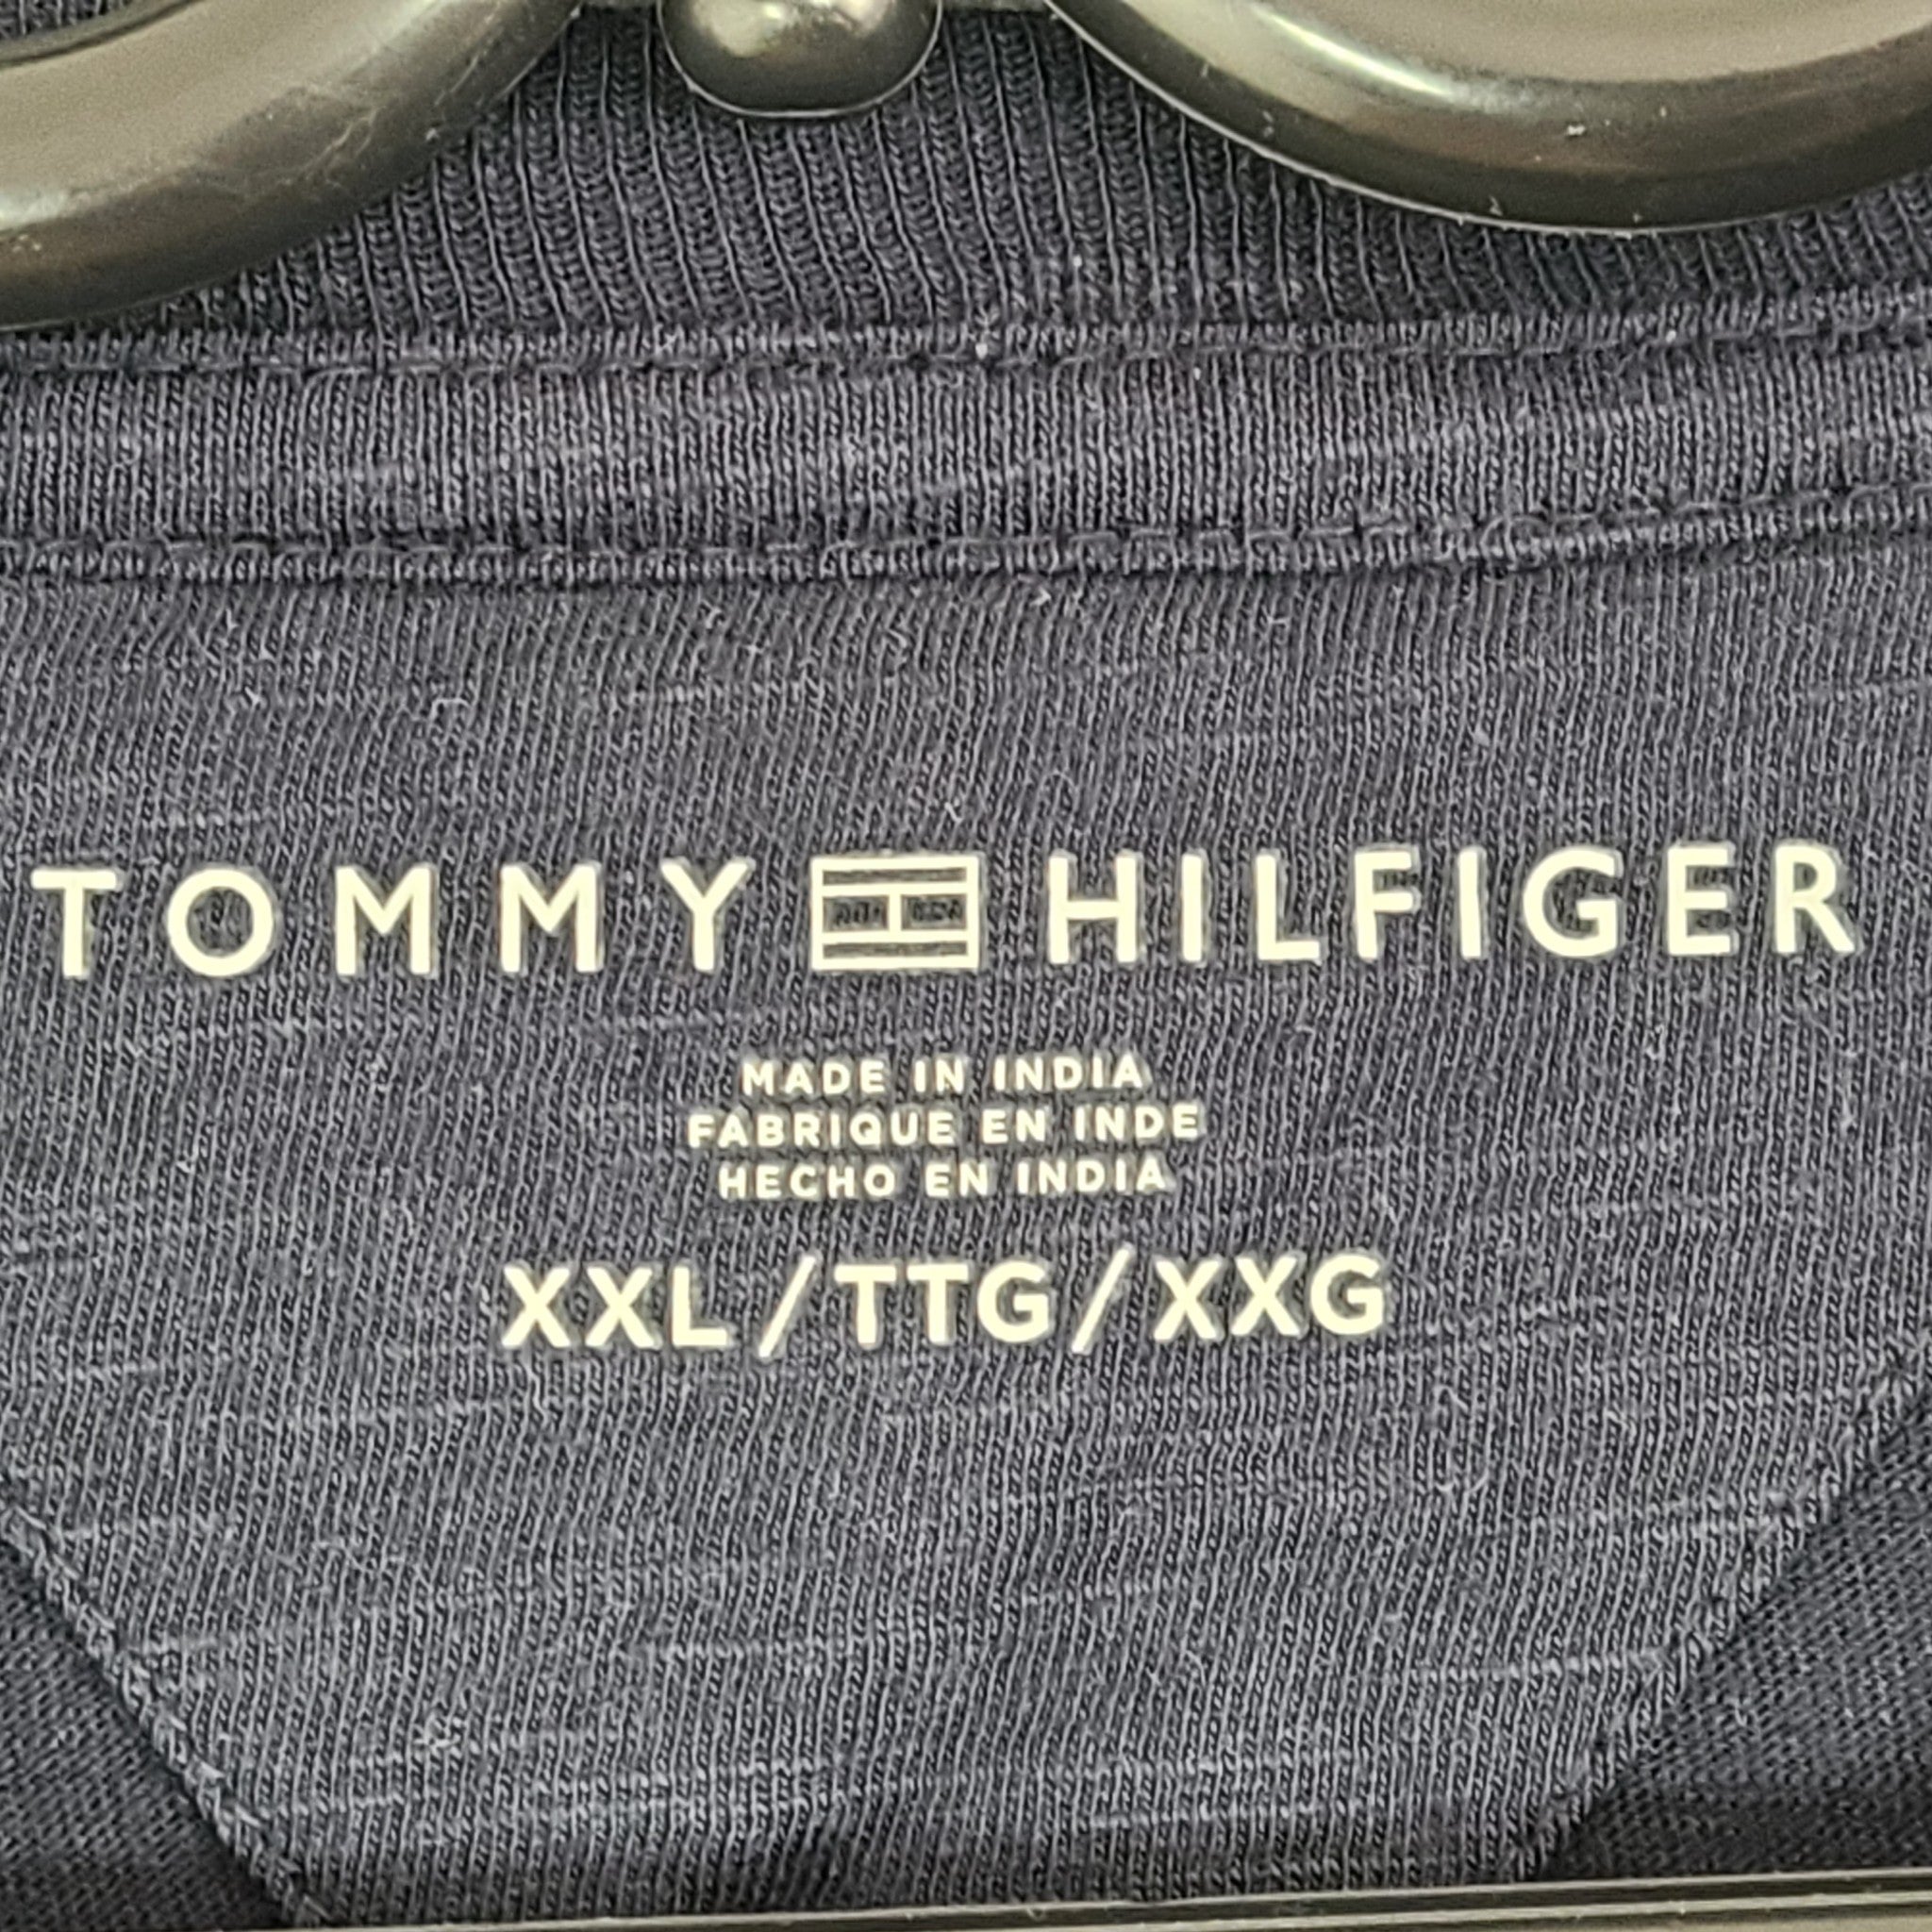 TOMMY HILFIGER
MADE IN INDIA
FABRIQUE EN INDE
HECHO EN INDIA
XXL/TTG/XXG